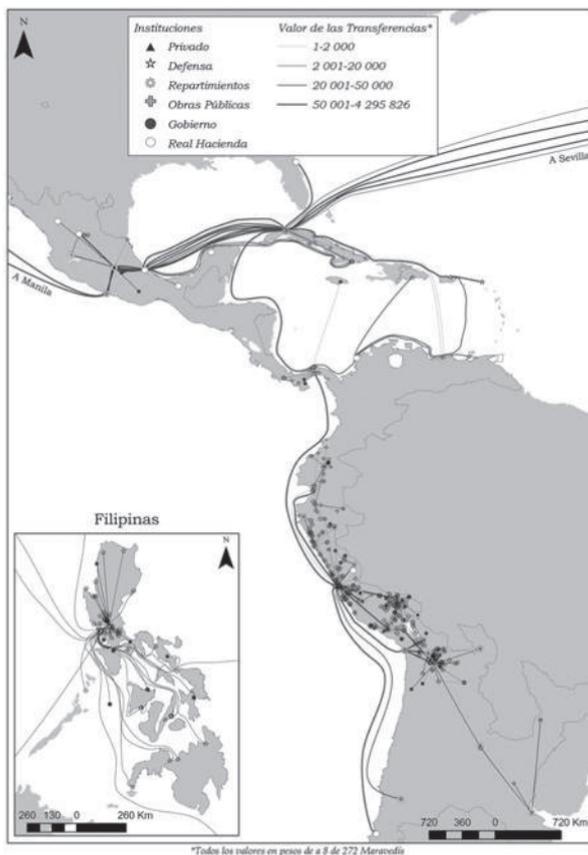 N
Instituciones
Privado
Defensa
Repartimientos
Obras Públicas
Gobierno
Real Hacienda
Valor de las Transferencias*
1-2 000
2 001-20 000
20 001-50 000
50 001-4 295 826
A Sevilla
A Manila
Filipinas
N
260 130 0 260 Km
720 360 0 720 Km
*Todos los valores en pesos de a 8 de 272 Maravedís